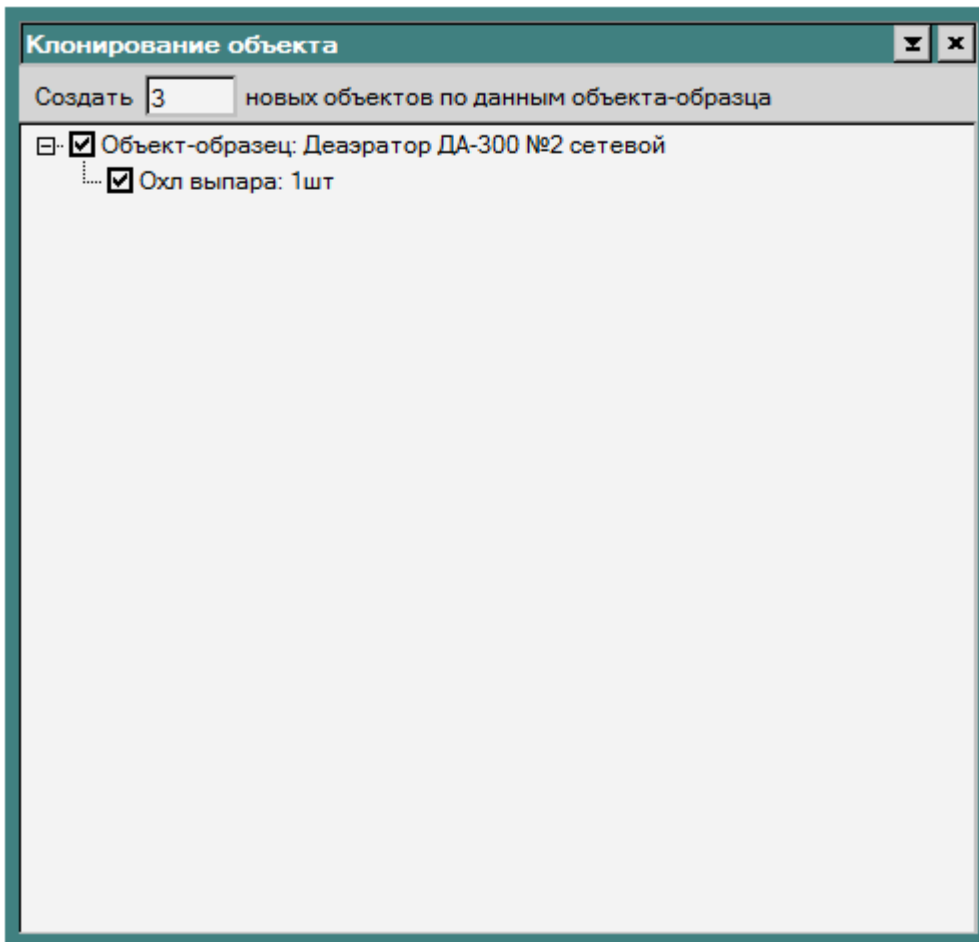 Клонирование объекта
Создать 3 новых объектов по данным объекта-образца
Объект-образец: Деаэратор ДА-300 №2 сетевой
Охл выпара: 1шт